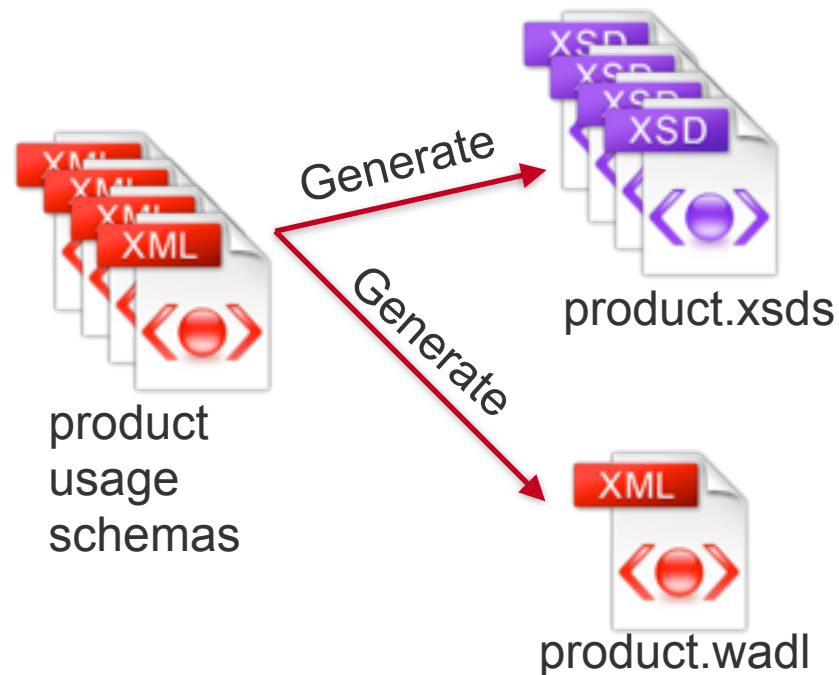 XML
XML
XML
XML
product
usage
schemas
Generate
Generate
XSD
XSD
XSD
XSD
product.xsds
XML
product.wadl